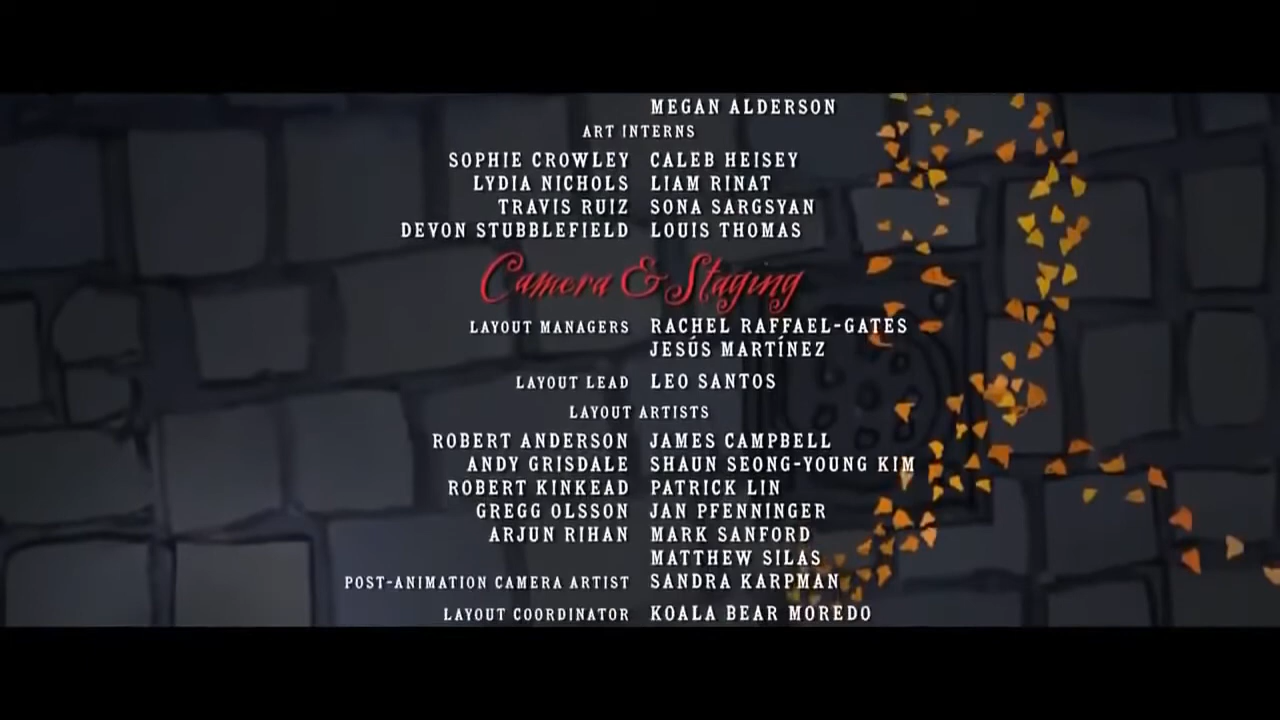 MEGAN ALDERSON
ART INTERNS
SOPHIE CROWLEY CALEB HEISEY
LYDIA NICHOLS LIAM RINAT
TRAVIS RUIZ SONA SARGSYAN
DEVON STUBBLEFIELD LOUIS THOMAS
Camera & Staging
LAYOUT MANAGERS RACHEL RAFFAEL-GATES
JESÚS MARTÍNEZ
LAYOUT LEAD LEO SANTOS
LAYOUT ARTISTS
ROBERT ANDERSON JAMES CAMPBELL
ANDY GRISDALE SHAUN SEONG-YOUNG KIM
ROBERT KINKEAD PATRICK LIN
GREGG OLSSON JAN PFENNINGER
ARJUN RIHAN MARK SANFORD
MATTHEW SILAS
POST-ANIMATION CAMERA ARTIST SANDRA KARPMAN
LAYOUT COORDINATOR KOALA BEAR MOREDO